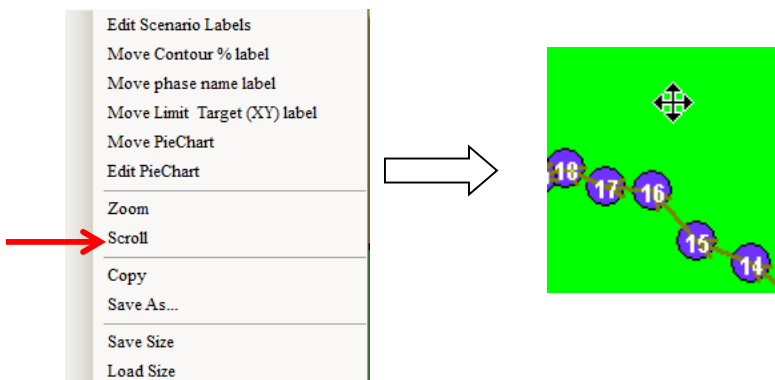 Edit Scenario Labels
Move Contour % label
Move phase name label
Move Limit  Target (XY) label
Move PieChart
Edit PieChart
Zoom
Scroll
Copy
Save As...
Save Size
Load Size
18
17
16
15
14